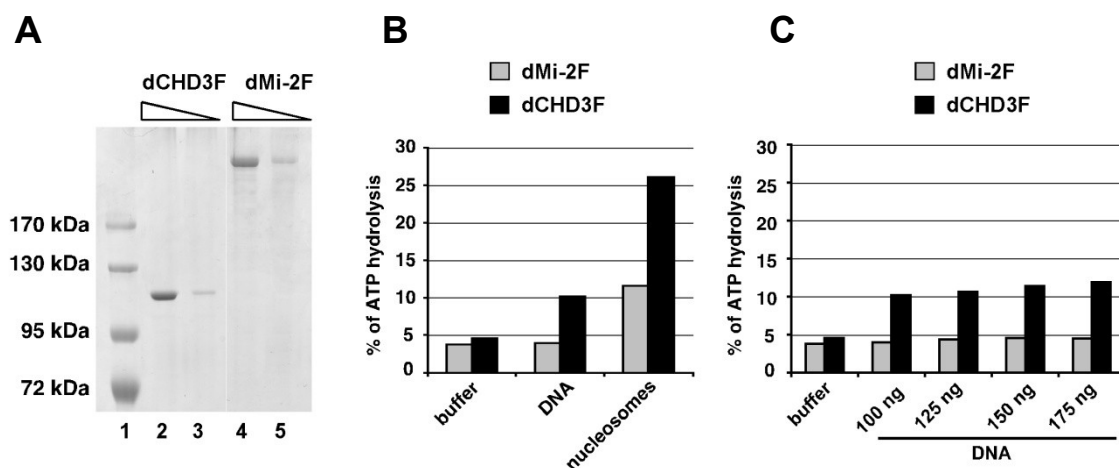 A
dCHD3F dMi-2F
170 kDa
130 kDa
95 kDa
72 kDa
1 2 3 4 5
B
dMi-2F
dCHD3F
% of ATP hydrolysis
30
25
20
15
10
5
0
buffer
DNA
nucleosomes
C
dMi-2F
dCHD3F
% of ATP hydrolysis
30
25
20
15
10
5
0
buffer
100 ng
125 ng
150 ng
175 ng
DNA